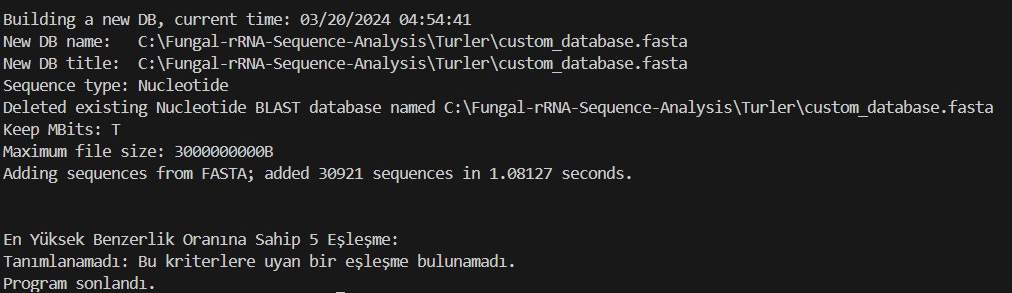 Building a new DB, current time: 03/20/2024 04:54:41
New DB name:   C:\Fungal-rRNA-Sequence-Analysis\Turler\custom_database.fasta
New DB title:  C:\Fungal-rRNA-Sequence-Analysis\Turler\custom_database.fasta
Sequence type: Nucleotide
Deleted existing Nucleotide BLAST database named C:\Fungal-rRNA-Sequence-Analysis\Turler\custom_database.fasta
Keep MBits: T
Maximum file size: 3000000000B
Adding sequences from FASTA; added 30921 sequences in 1.08127 seconds.
En Yüksek Benzerlik Oranına Sahip 5 Eşleşme:
Tanımlanamadı: Bu kriterlere uyan bir eşleşme bulunamadı.
Program sonlandı.